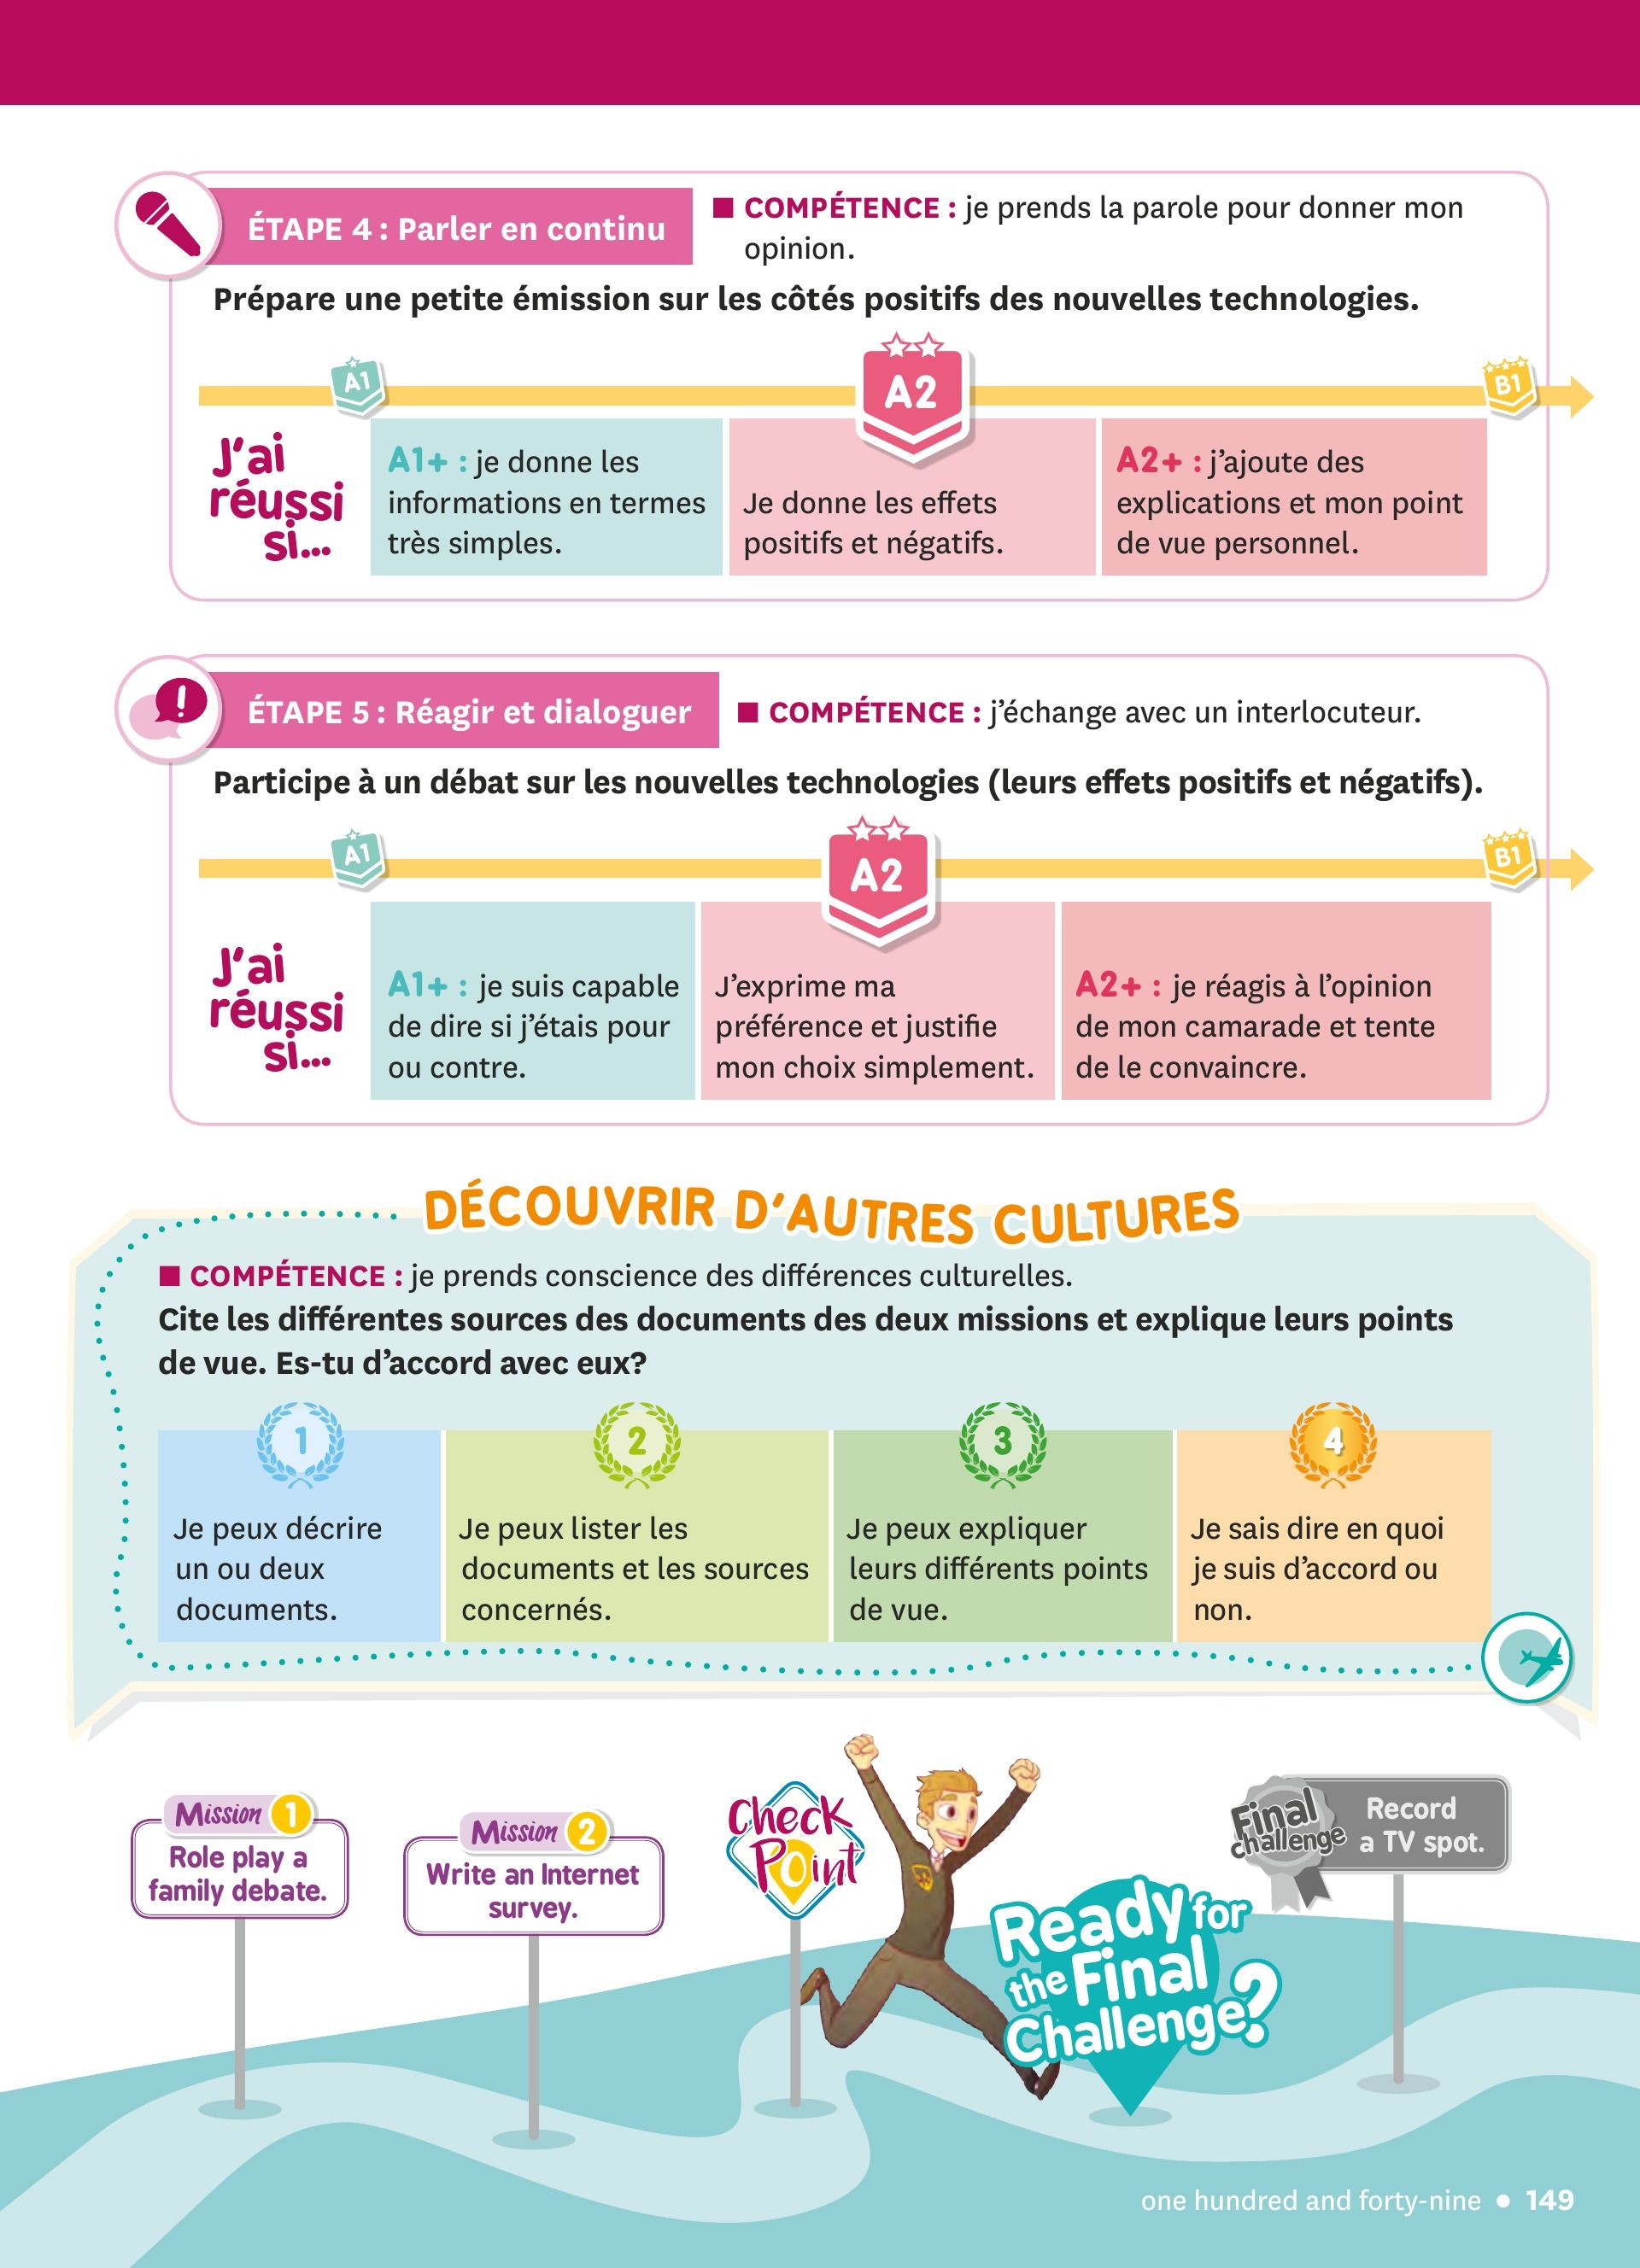 ÉTAPE 4 : Parler en continu
■ COMPÉTENCE : je prends la parole pour donner mon
opinion.
Prépare une petite émission sur les côtés positifs des nouvelles technologies.
A1
A2
B1
J'ai
réussi
si...
A1+ : je donne les
informations en termes
très simples.
Je donne les effets
positifs et négatifs.
A2+ : j'ajoute des
explications et mon point
de vue personnel.
ÉTAPE 5 : Réagir et dialoguer
■ COMPÉTENCE : j'échange avec un interlocuteur.
Participe à un débat sur les nouvelles technologies (leurs effets positifs et négatifs).
A1
A2
B1
J'ai
réussi
si...
A1+ : je suis capable
de dire si j'étais pour
ou contre.
J'exprime ma
préférence et justifie
mon choix simplement.
A2+ : je réagis à l'opinion
de mon camarade et tente
de le convaincre.
DÉCOUVRIR D'AUTRES CULTURES
■ COMPÉTENCE : je prends conscience des différences culturelles.
Cite les différentes sources des documents des deux missions et explique leurs points
de vue. Es-tu d'accord avec eux?
1
Je peux décrire
un ou deux
documents.
2
Je peux lister les
documents et les sources
concernés.
3
Je peux expliquer
leurs différents points
de vue.
4
Je sais dire en quoi
je suis d'accord ou
non.
Mission 1
Role play a
family debate.
Mission 2
Write an Internet
survey.
Check
Point
Ready for
the Final
Challenge?
Final
challenge
Record
a TV spot.
one hundred and forty-nine • 149